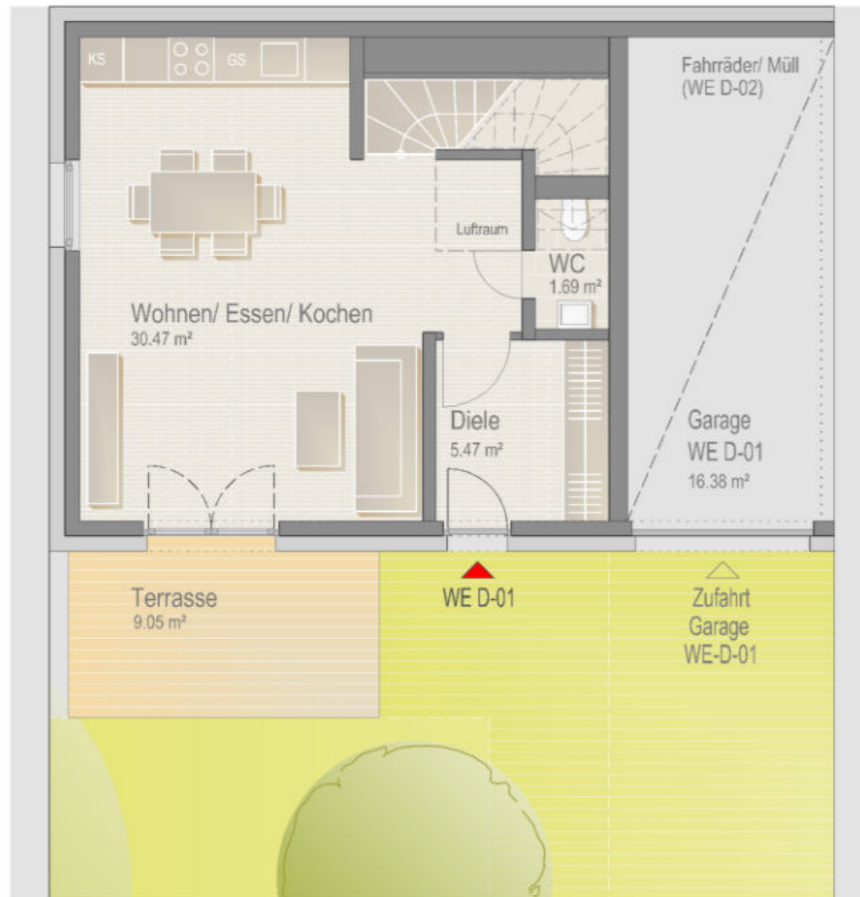 KS
GS
Fahrräder/ Müll
(WE D-02)
Luftraum
WC
1.69 m²
Wohnen/ Essen/ Kochen
30.47 m²
Diele
5.47 m²
Garage
WE D-01
16.38 m²
Terrasse
9.05 m²
WE D-01
Zufahrt
Garage
WE-D-01